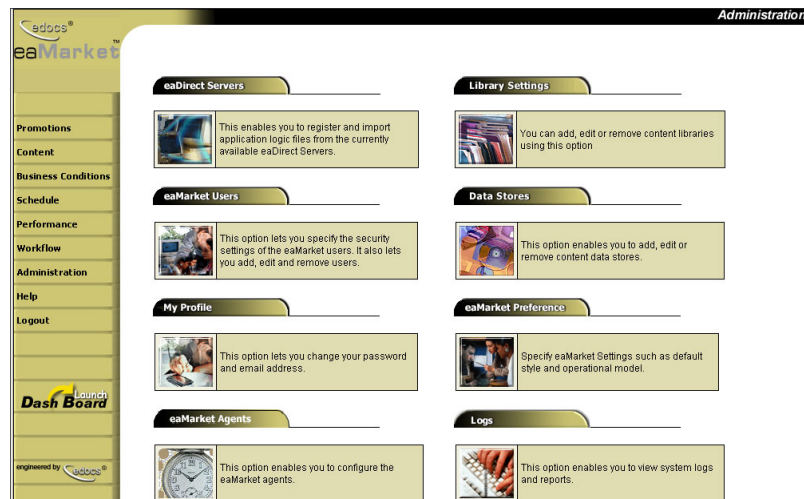 Administration
edocs®
eaMarket™
Promotions
Content
Business Conditions
Schedule
Performance
Workflow
Administration
Help
Logout
Launch
Dash Board
engineered by edocs®
eaDirect Servers
This enables you to register and import
application logic files from the currently
available eaDirect Servers.
Library Settings
You can add, edit or remove content libraries
using this option
eaMarket Users
This option lets you specify the security
settings of the eaMarket users. It also lets
you add, edit and remove users.
Data Stores
This option enables you to add, edit or
remove content data stores.
My Profile
This option lets you change your password
and email address.
eaMarket Preference
Specify eaMarket Settings such as default
style and operational model.
eaMarket Agents
This option enables you to configure the
eaMarket agents.
Logs
This option enables you to view system logs
and reports.